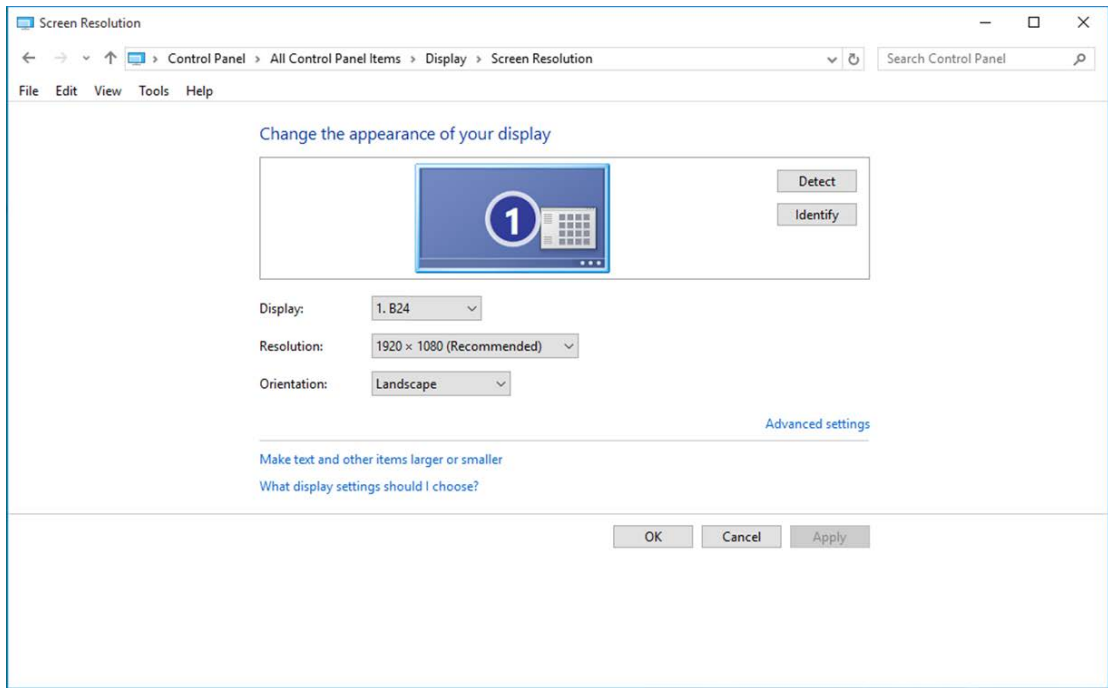 Screen Resolution
Control Panel > All Control Panel Items > Display > Screen Resolution
Search Control Panel
File Edit View Tools Help
Change the appearance of your display
1
Detect
Identify
Display: 1. B24
Resolution: 1920 × 1080 (Recommended)
Orientation: Landscape
Advanced settings
Make text and other items larger or smaller
What display settings should I choose?
OK Cancel Apply